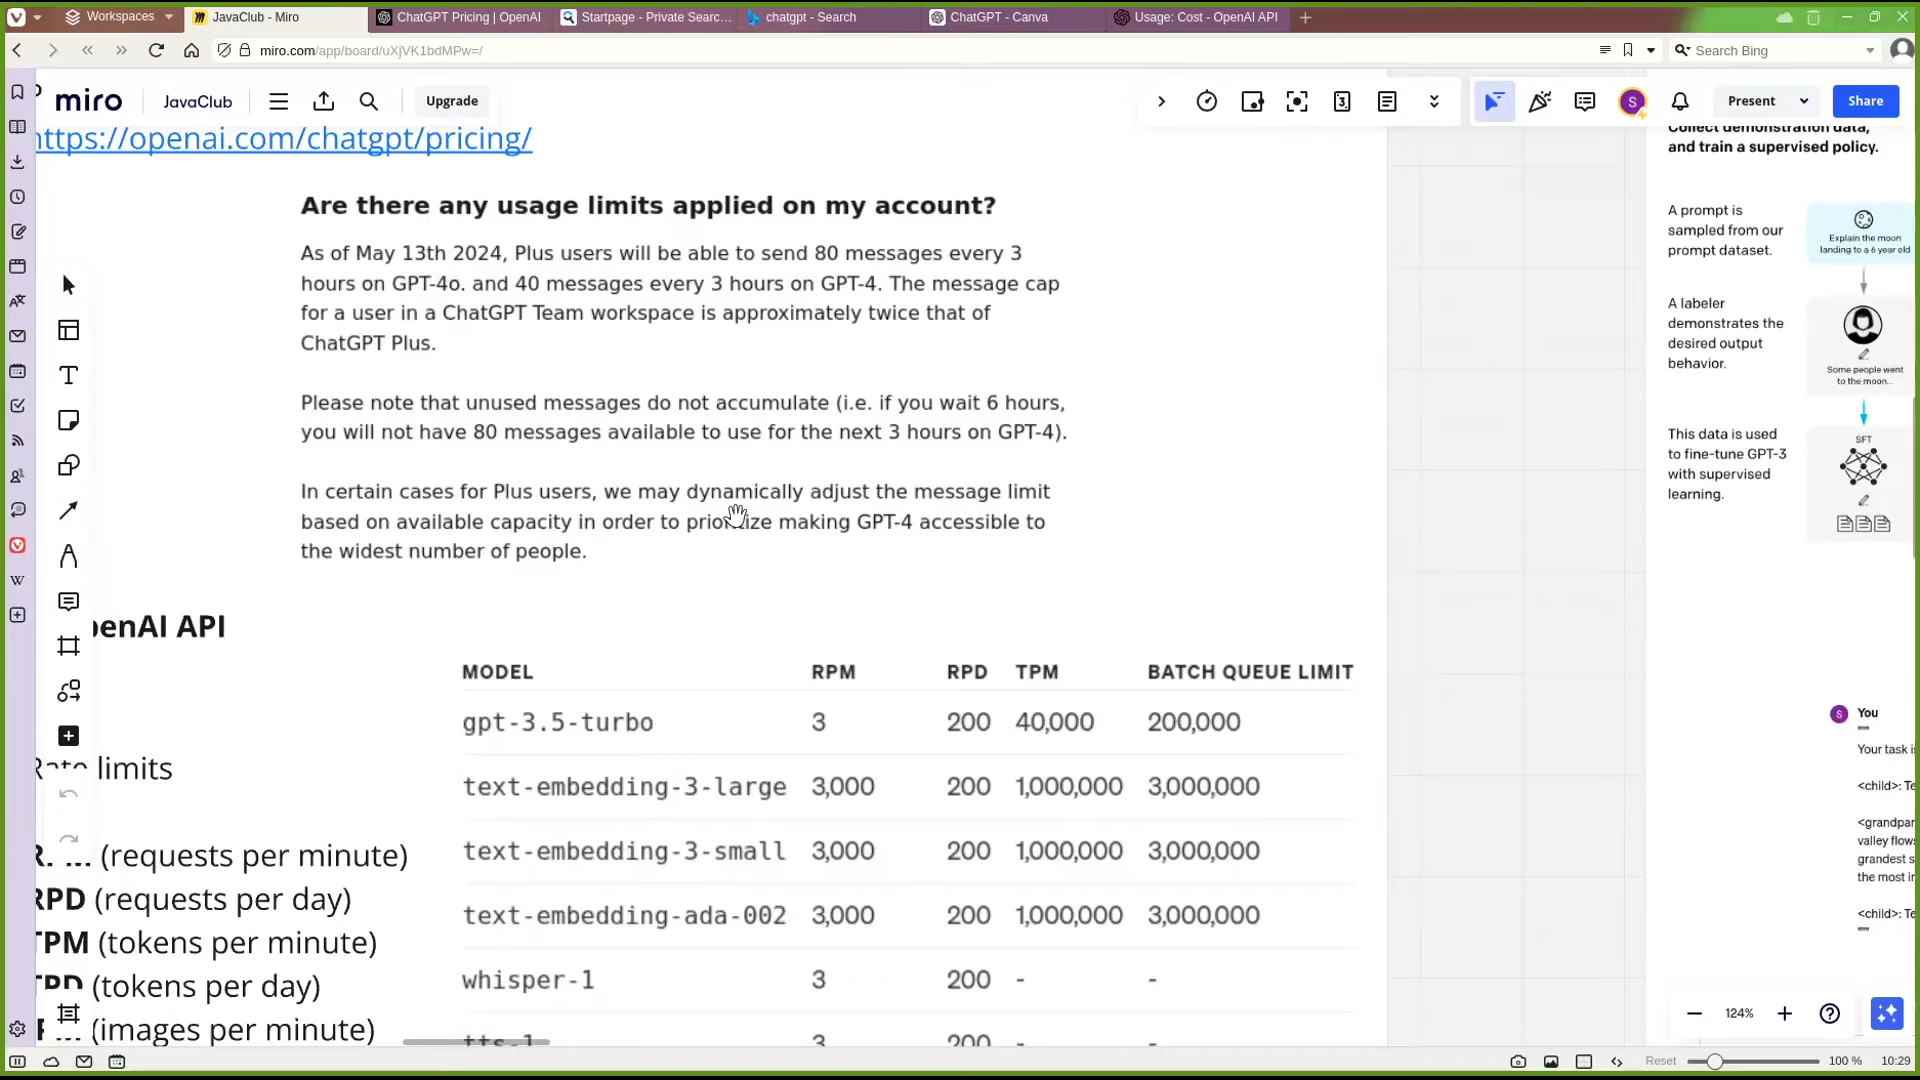 Workspaces
JavaClub - Miro
ChatGPT Pricing | OpenAI
Startpage - Private Searc...
chatgpt - Search
ChatGPT - Canva
Usage: Cost - OpenAI API
miro.com/app/board/uXjVK1bdMPw=/
Search Bing
miro
JavaClub
Upgrade
Present
Share
https://openai.com/chatgpt/pricing/
Are there any usage limits applied on my account?
As of May 13th 2024, Plus users will be able to send 80 messages every 3
hours on GPT-4o. and 40 messages every 3 hours on GPT-4. The message cap
for a user in a ChatGPT Team workspace is approximately twice that of
ChatGPT Plus.
Please note that unused messages do not accumulate (i.e. if you wait 6 hours,
you will not have 80 messages available to use for the next 3 hours on GPT-4).
In certain cases for Plus users, we may dynamically adjust the message limit
based on available capacity in order to prioritize making GPT-4 accessible to
the widest number of people.
penAI API
Rate limits
(requests per minute)
RPD (requests per day)
TPM (tokens per minute)
TPD (tokens per day)
(images per minute)
MODEL RPM RPD TPM BATCH QUEUE LIMIT
gpt-3.5-turbo 3 200 40,000 200,000
text-embedding-3-large 3,000 200 1,000,000 3,000,000
text-embedding-3-small 3,000 200 1,000,000 3,000,000
text-embedding-ada-002 3,000 200 1,000,000 3,000,000
whisper-1 3 200 - -
tts-1 3 200 - -
Collect demonstration data,
and train a supervised policy.
A prompt is
sampled from our
prompt dataset.
Explain the moon
landing to a 6 year old
A labeler
demonstrates the
desired output
behavior.
Some people went
to the moon...
This data is used
to fine-tune GPT-3
with supervised
learning.
SFT
S You
"""
Your task i
<child>: Te
<grandpar
valley flow
grandest s
the most in
<child>: Te
"""
124%
Reset
100 %
10:29